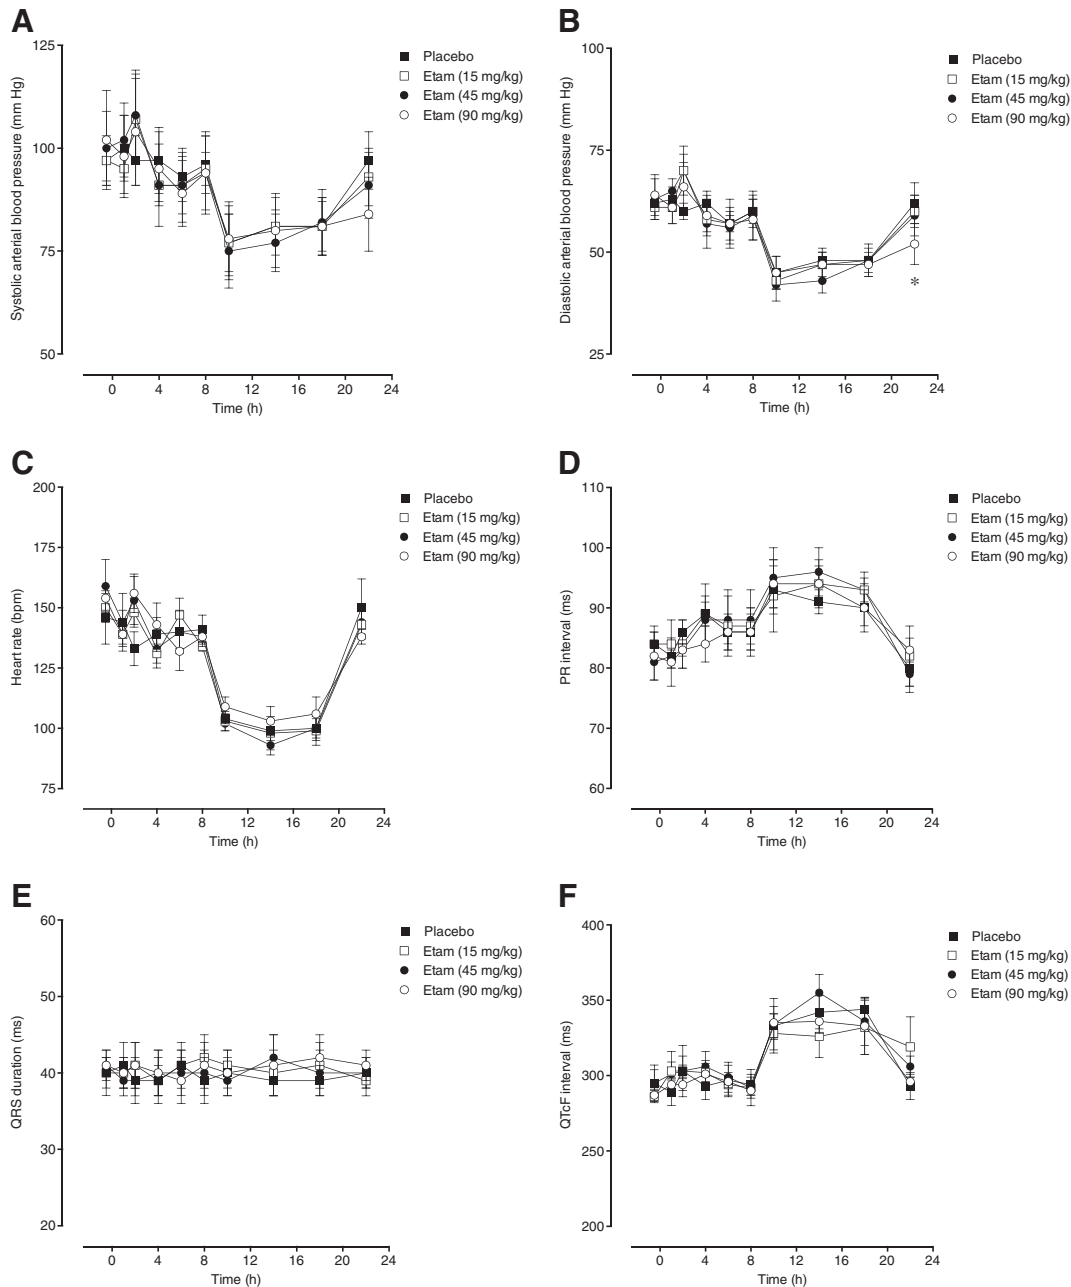 A
Systolic arterial blood pressure (mm Hg)
125
100
75
50
0 4 8 12 16 20 24
Time (h)
Placebo
Etam (15 mg/kg)
Etam (45 mg/kg)
Etam (90 mg/kg)
B
Diastolic arterial blood pressure (mm Hg)
100
75
50
25
0 4 8 12 16 20 24
Time (h)
Placebo
Etam (15 mg/kg)
Etam (45 mg/kg)
Etam (90 mg/kg)
*
C
Heart rate (bpm)
200
175
150
125
100
75
0 4 8 12 16 20 24
Time (h)
Placebo
Etam (15 mg/kg)
Etam (45 mg/kg)
Etam (90 mg/kg)
D
PR interval (ms)
110
100
90
80
70
60
0 4 8 12 16 20 24
Time (h)
Placebo
Etam (15 mg/kg)
Etam (45 mg/kg)
Etam (90 mg/kg)
E
QRS duration (ms)
60
50
40
30
20
0 4 8 12 16 20 24
Time (h)
Placebo
Etam (15 mg/kg)
Etam (45 mg/kg)
Etam (90 mg/kg)
F
QTcF interval (ms)
400
350
300
250
200
0 4 8 12 16 20 24
Time (h)
Placebo
Etam (15 mg/kg)
Etam (45 mg/kg)
Etam (90 mg/kg)